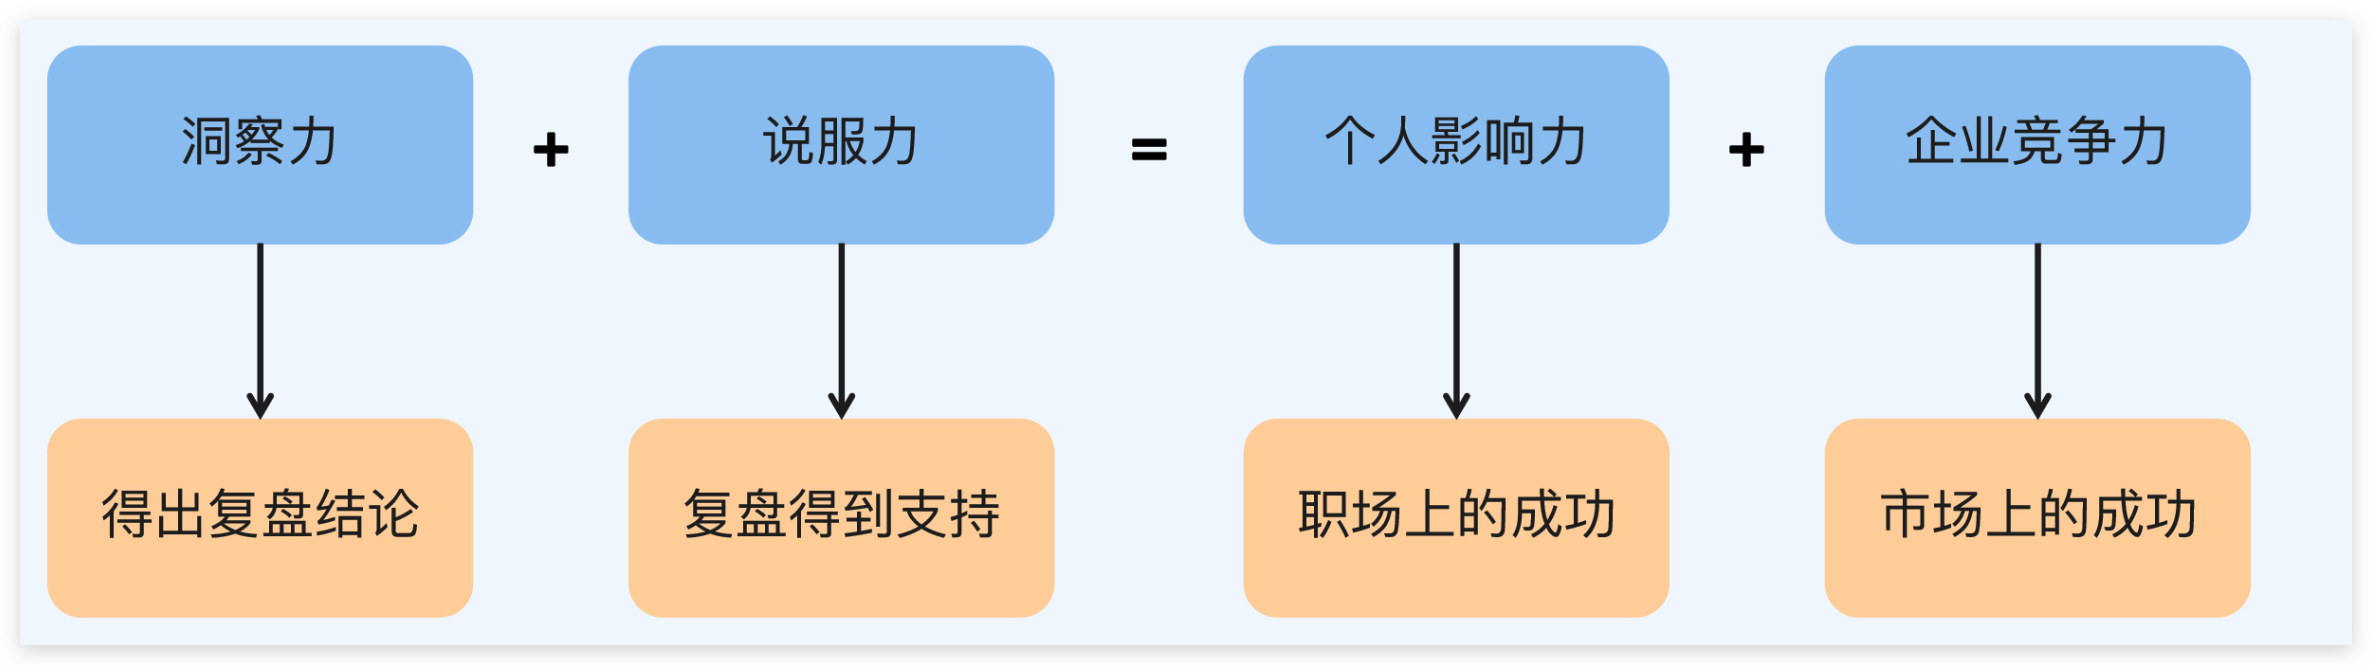 洞察力 + 说服力 = 个人影响力 + 企业竞争力
得出复盘结论 复盘得到支持 职场上的成功 市场上的成功